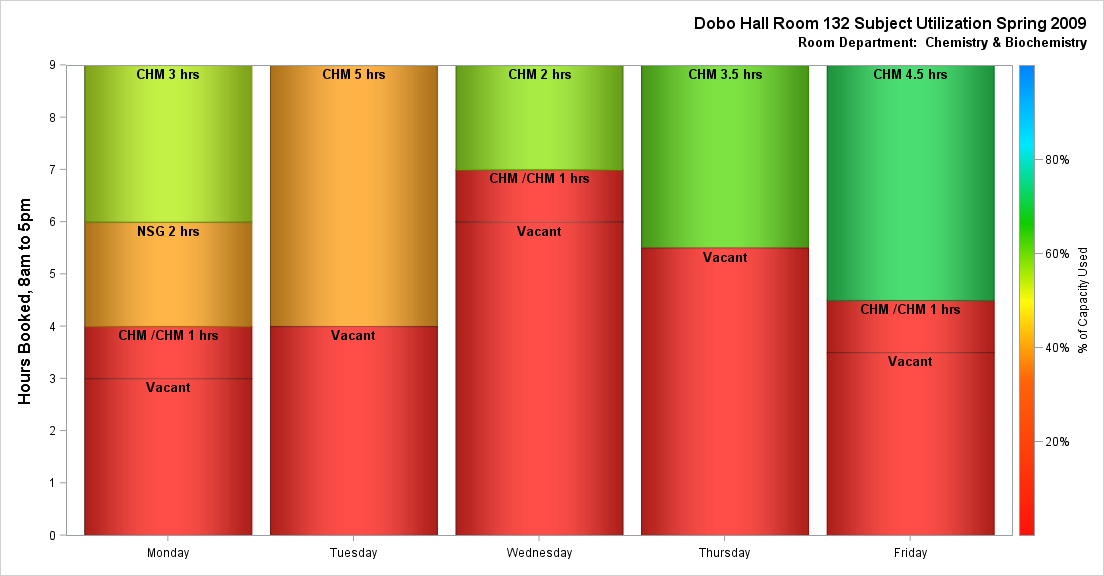 Dobo Hall Room 132 Subject Utilization Spring 2009
Room Department:  Chemistry & Biochemistry
Hours Booked, 8am to 5pm
9
8
7
6
5
4
3
2
1
0
CHM 3 hrs
NSG 2 hrs
CHM /CHM 1 hrs
Vacant
CHM 5 hrs
Vacant
CHM 2 hrs
CHM /CHM 1 hrs
Vacant
CHM 3.5 hrs
Vacant
CHM 4.5 hrs
CHM /CHM 1 hrs
Vacant
Monday
Tuesday
Wednesday
Thursday
Friday
80%
60%
40%
20%
% of Capacity Used